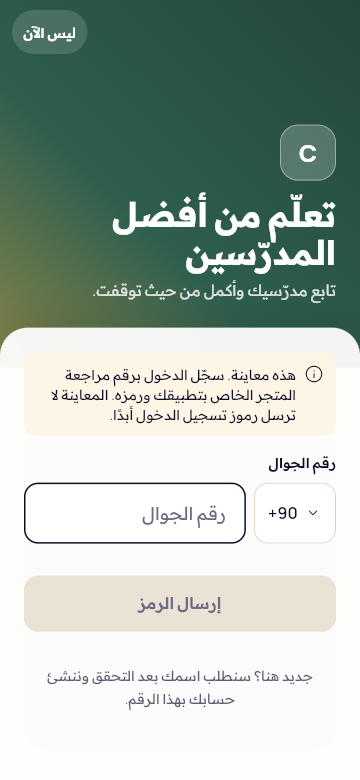 ليس الآن
C
تعلّم من أفضل
المدرّسين
تابع مدرّسيك وأكمل من حيث توقفت.
هذه معاينة. سجّل الدخول برقم مراجعة
المتجر الخاص بتطبيقك ورمزه. المعاينة لا
ترسل رموز تسجيل الدخول أبدًا.
رقم الجوال
+90
رقم الجوال
إرسال الرمز
جديد هنا؟ سنطلب اسمك بعد التحقق وننشئ
حسابك بهذا الرقم.